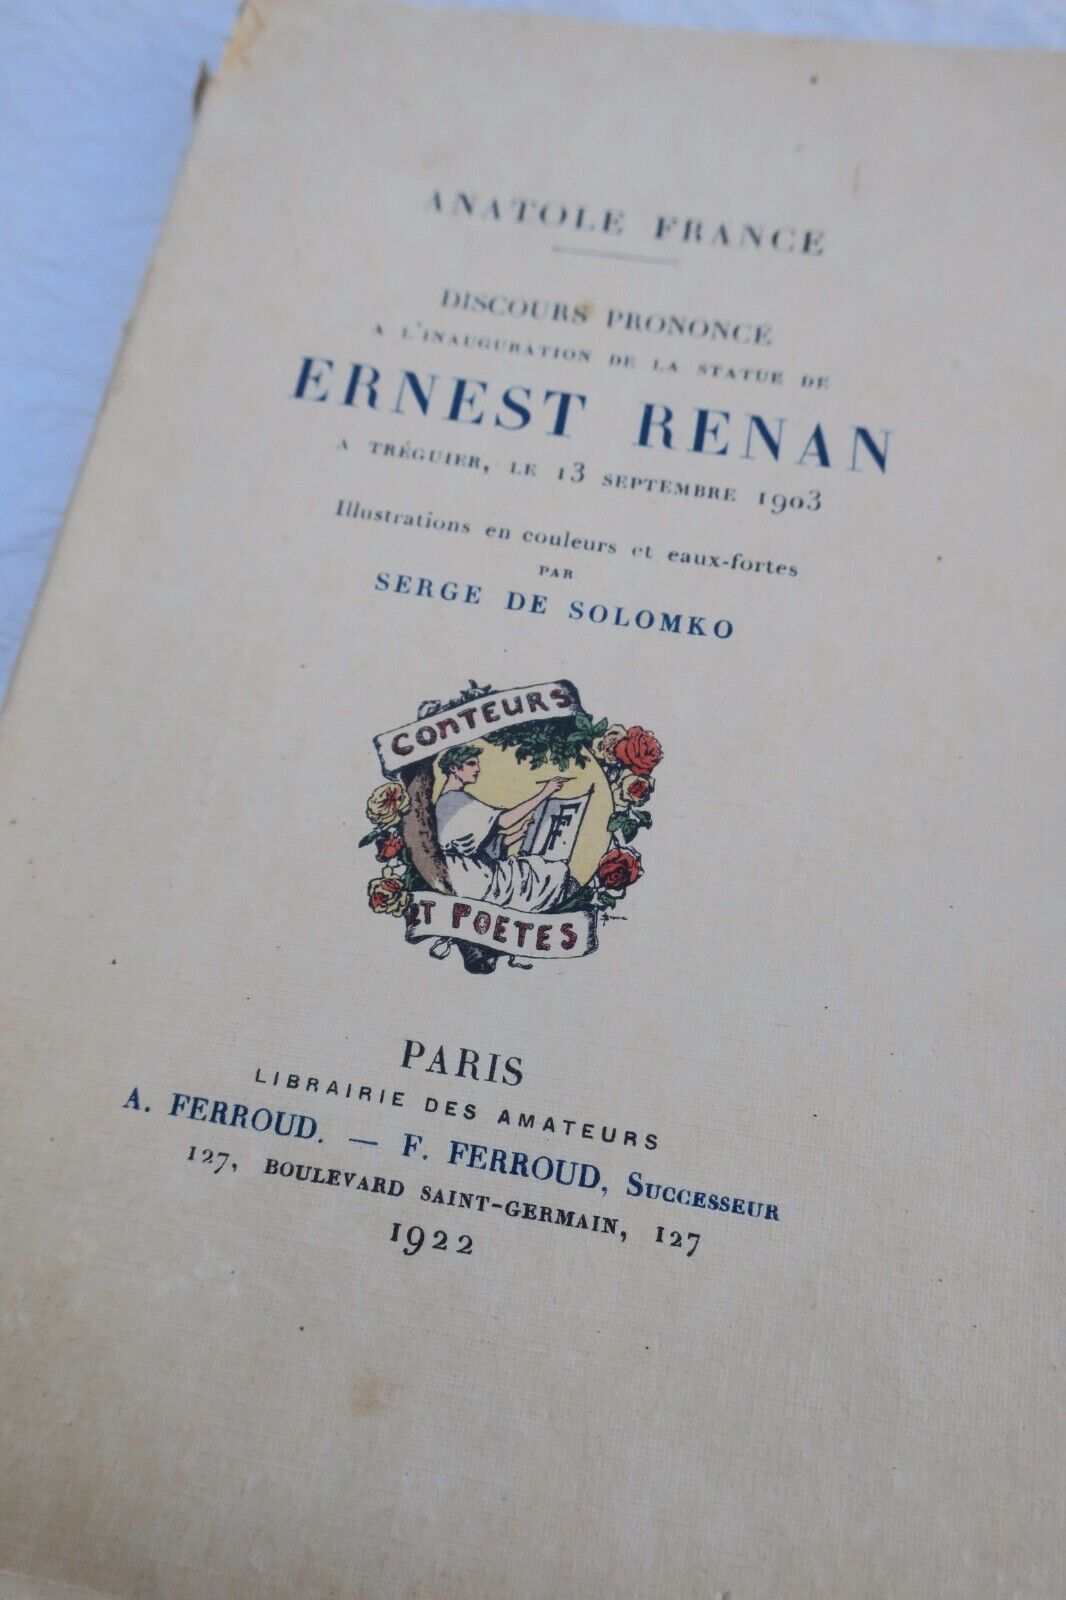 ANATOLE FRANCE
DISCOURS PRONONCÉ
A L'INAUGURATION DE LA STATUE DE
ERNEST RENAN
A TRÉGUIER, LE 13 SEPTEMBRE 1903
Illustrations en couleurs et eaux-fortes
PAR
SERGE DE SOLOMKO
CONTEURS
FF
ET POETES
PARIS
LIBRAIRIE DES AMATEURS
A. FERROUD. — F. FERROUD, SUCCESSEUR
127, BOULEVARD SAINT-GERMAIN, 127
1922